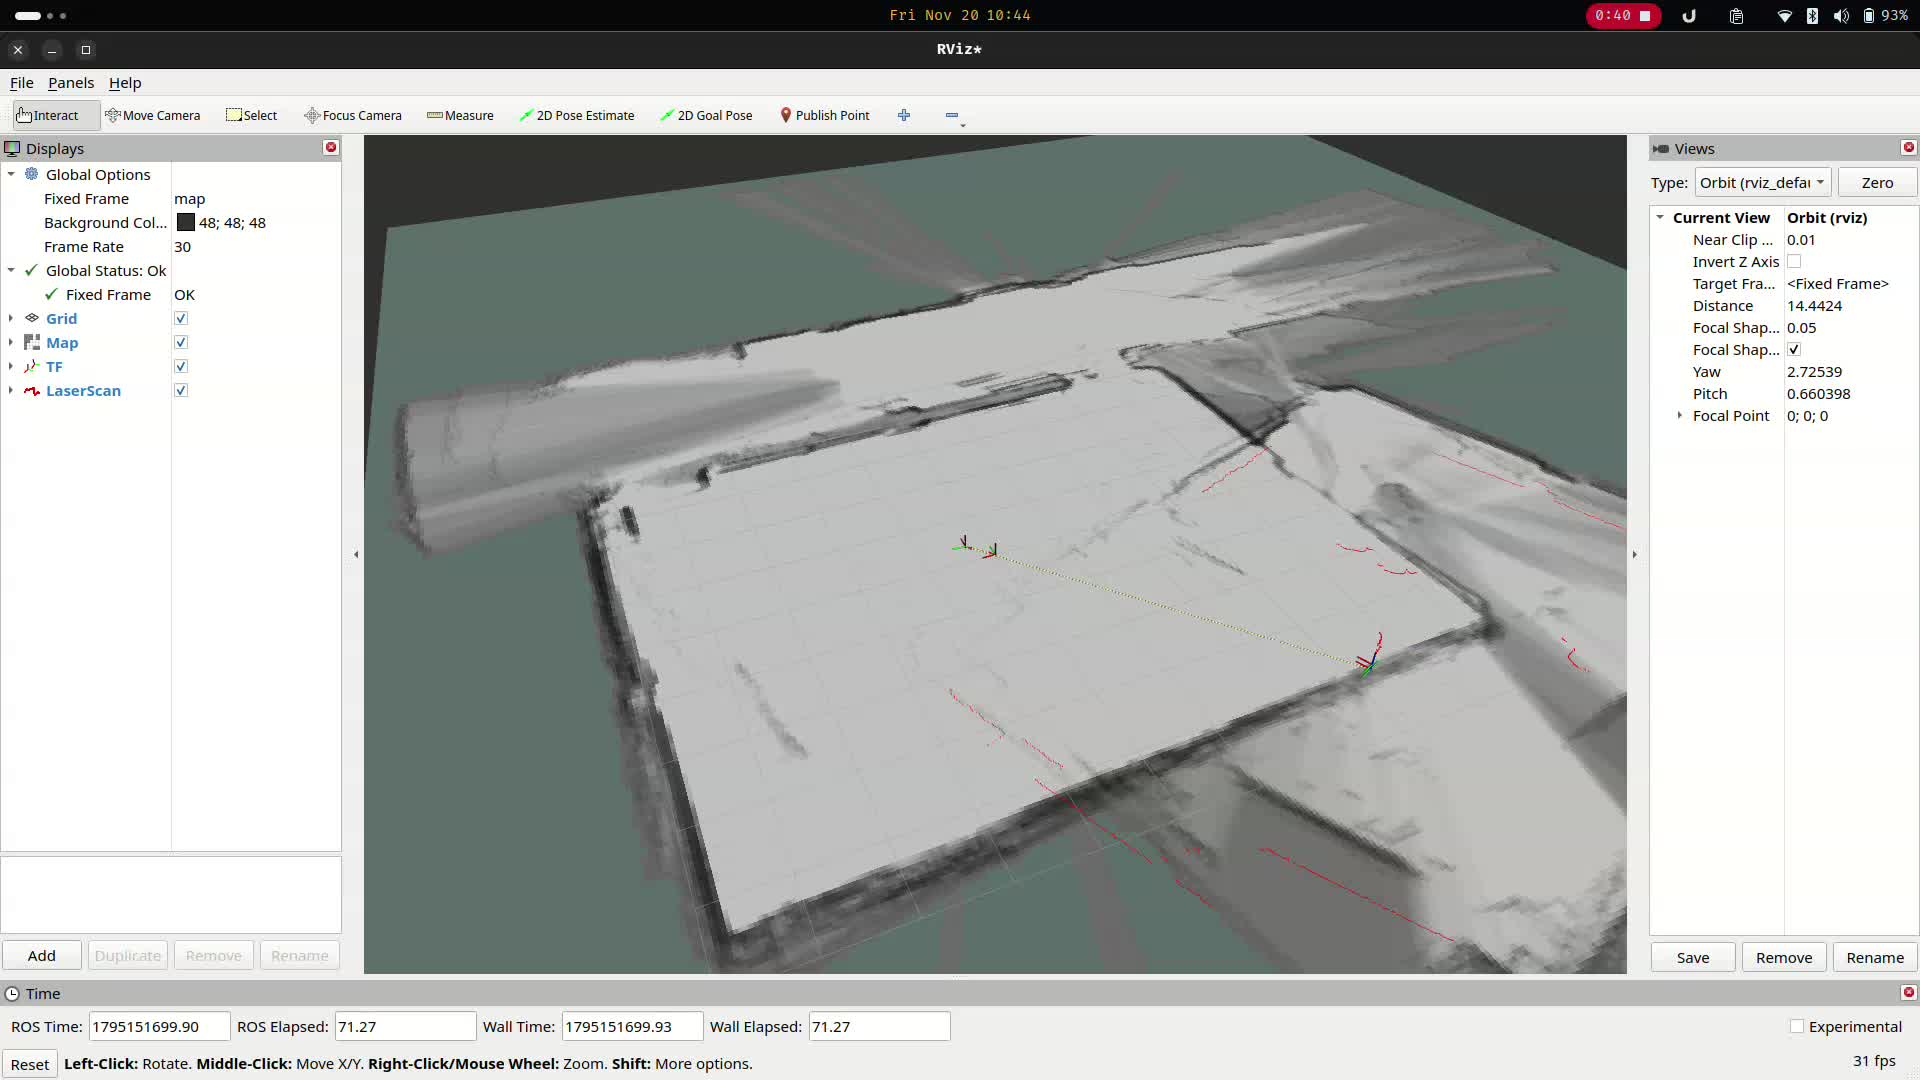 Fri Nov 20 10:44
0:40
93%
RViz*
File Panels Help
Interact Move Camera Select Focus Camera Measure 2D Pose Estimate 2D Goal Pose Publish Point
Displays
Global Options
Fixed Frame map
Background Col... 48; 48; 48
Frame Rate 30
Global Status: Ok
Fixed Frame OK
Grid
Map
TF
LaserScan
Add Duplicate Remove Rename
Views
Type: Orbit (rviz_defau Zero
Current View Orbit (rviz)
Near Clip ... 0.01
Invert Z Axis
Target Fra... <Fixed Frame>
Distance 14.4424
Focal Shap... 0.05
Focal Shap...
Yaw 2.72539
Pitch 0.660398
Focal Point 0; 0; 0
Save Remove Rename
Time
ROS Time: 1795151699.90 ROS Elapsed: 71.27 Wall Time: 1795151699.93 Wall Elapsed: 71.27 Experimental
Reset Left-Click: Rotate. Middle-Click: Move X/Y. Right-Click/Mouse Wheel: Zoom. Shift: More options. 31 fps